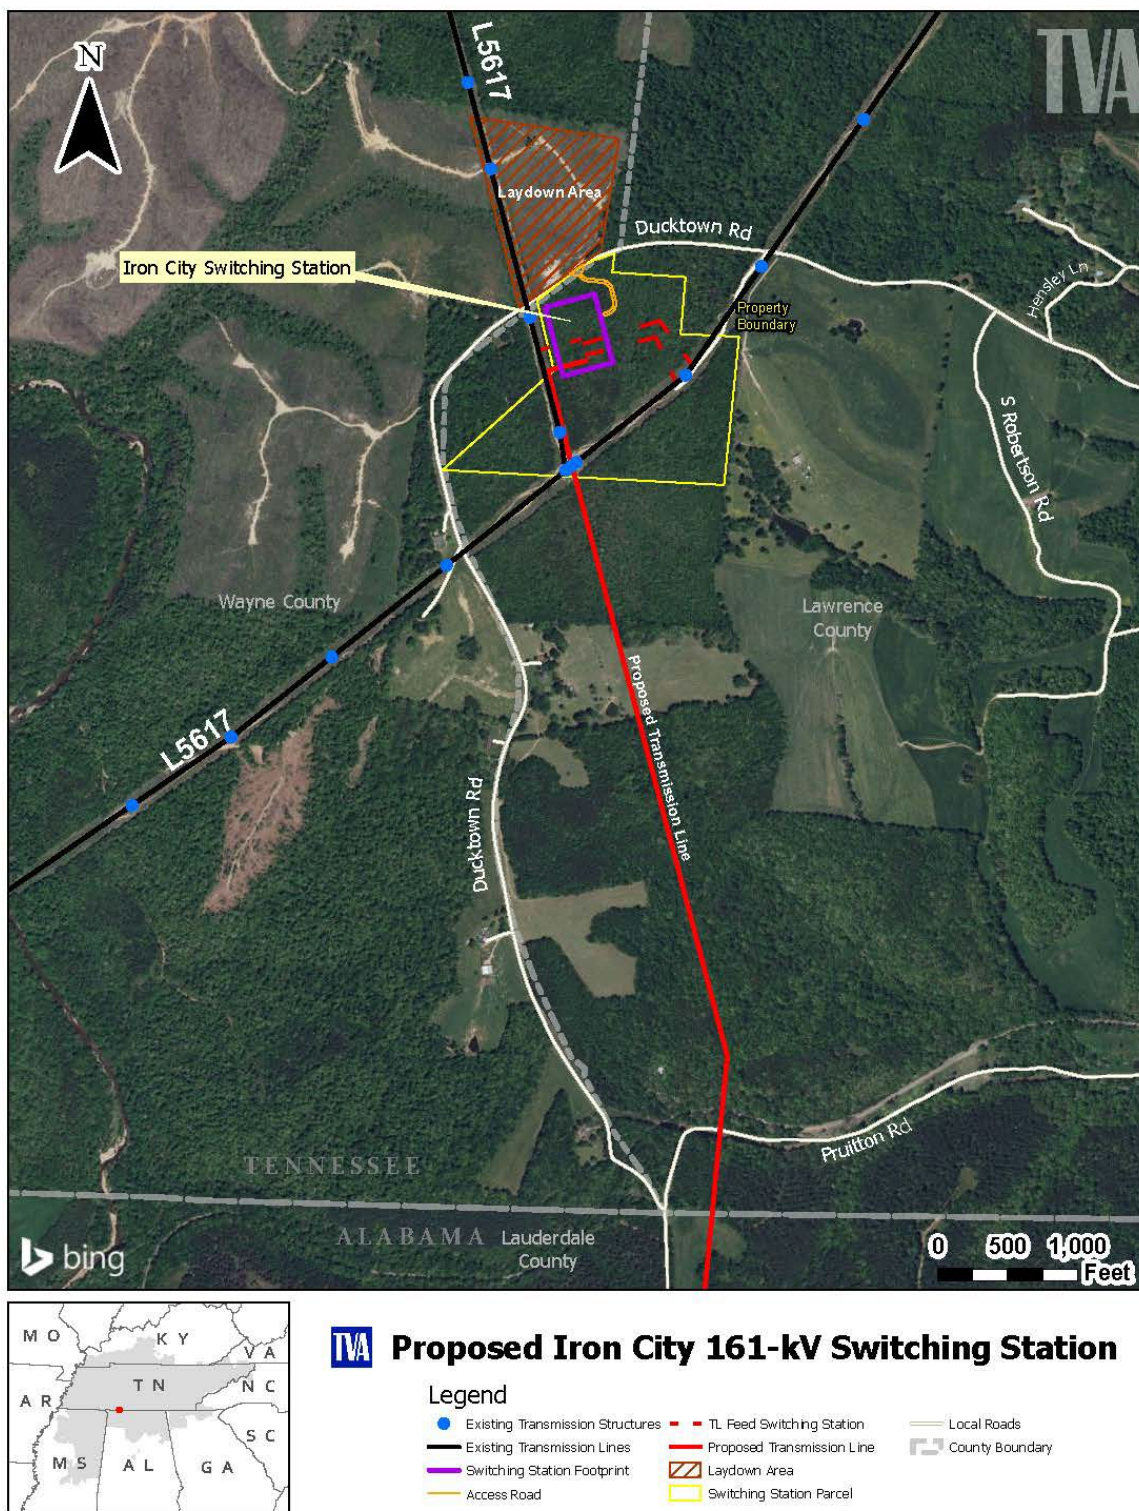 TVA
N
L5617
Laydown Area
Ducktown Rd
Iron City Switching Station
Hensley Ln
Property
Boundary
S Robertson Rd
Wayne County
Lawrence
County
Proposed Transmission Line
L5617
Ducktown Rd
Pruitton Rd
TENNESSEE
ALABAMA
Lauderdale
County
bing
0 500 1,000
Feet
MO
KY
VA
TN
NC
AR
SC
MS
AL
GA
TVA Proposed Iron City 161-kV Switching Station
Legend
Existing Transmission Structures
TL Feed Switching Station
Local Roads
Existing Transmission Lines
Proposed Transmission Line
County Boundary
Switching Station Footprint
Laydown Area
Access Road
Switching Station Parcel